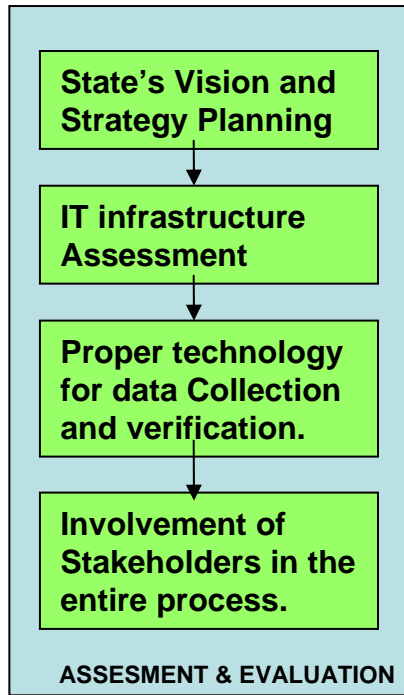 State’s Vision and
Strategy Planning
IT infrastructure
Assessment
Proper technology
for data Collection
and verification.
Involvement of
Stakeholders in the
entire process.
ASSESMENT & EVALUATION